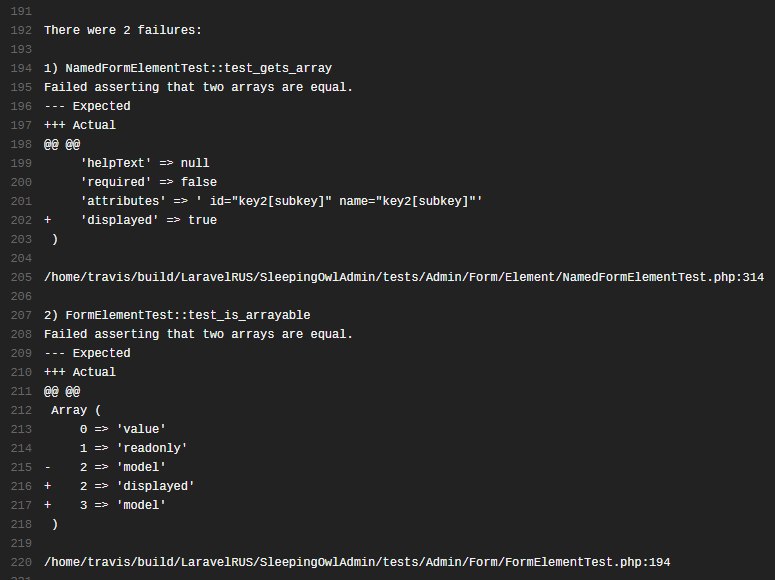 191
192 There were 2 failures:
193
194 1) NamedFormElementTest::test_gets_array
195 Failed asserting that two arrays are equal.
196 --- Expected
197 +++ Actual
198 @@ @@
199      'helpText' => null
200      'required' => false
201      'attributes' => ' id="key2[subkey]" name="key2[subkey]"'
202 +    'displayed' => true
203  )
204
205 /home/travis/build/LaravelRUS/SleepingOwlAdmin/tests/Admin/Form/Element/NamedFormElementTest.php:314
206
207 2) FormElementTest::test_is_arrayable
208 Failed asserting that two arrays are equal.
209 --- Expected
210 +++ Actual
211 @@ @@
212  Array (
213      0 => 'value'
214      1 => 'readonly'
215 -    2 => 'model'
216 +    2 => 'displayed'
217 +    3 => 'model'
218  )
219
220 /home/travis/build/LaravelRUS/SleepingOwlAdmin/tests/Admin/Form/FormElementTest.php:194